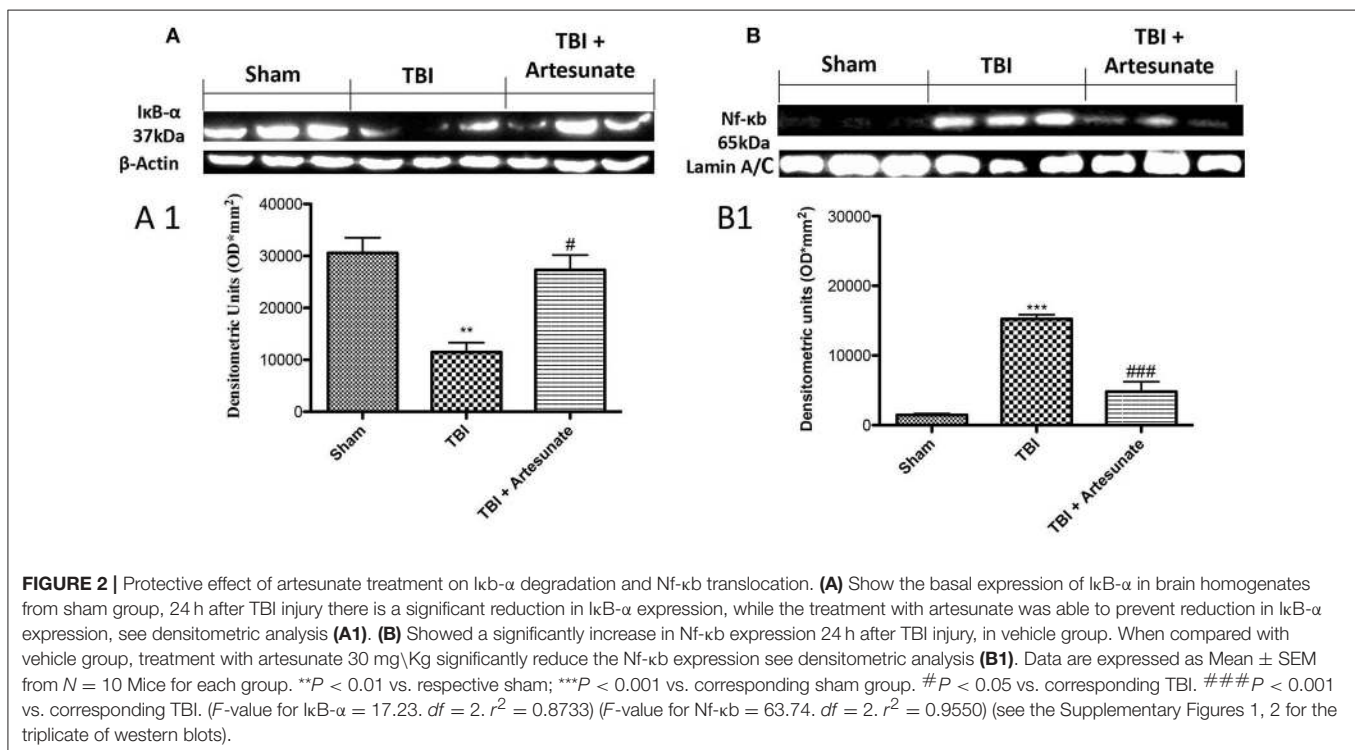 A
Sham
TBI
TBI +
Artesunate
IκB-α
37kDa
β-Actin
A 1
Densitometric Units (OD*mm²)
40000
30000
20000
10000
0
**
#
Sham
TBI
TBI + Artesunate
B
Sham
TBI
TBI +
Artesunate
Nf-κb
65kDa
Lamin A/C
B1
Densitometric units (OD*mm²)
30000
20000
10000
0
***
###
Sham
TBI
TBI + Artesunate
FIGURE 2 | Protective effect of artesunate treatment on Iκb-α degradation and Nf-κb translocation. (A) Show the basal expression of IκB-α in brain homogenates
from sham group, 24 h after TBI injury there is a significant reduction in IκB-α expression, while the treatment with artesunate was able to prevent reduction in IκB-α
expression, see densitometric analysis (A1). (B) Showed a significantly increase in Nf-κb expression 24 h after TBI injury, in vehicle group. When compared with
vehicle group, treatment with artesunate 30 mg\Kg significantly reduce the Nf-κb expression see densitometric analysis (B1). Data are expressed as Mean ± SEM
from N = 10 Mice for each group. **P < 0.01 vs. respective sham; ***P < 0.001 vs. corresponding sham group. #P < 0.05 vs. corresponding TBI. ###P < 0.001
vs. corresponding TBI. (F-value for IκB-α = 17.23. df = 2. r² = 0.8733) (F-value for Nf-κb = 63.74. df = 2. r² = 0.9550) (see the Supplementary Figures 1, 2 for the
triplicate of western blots).